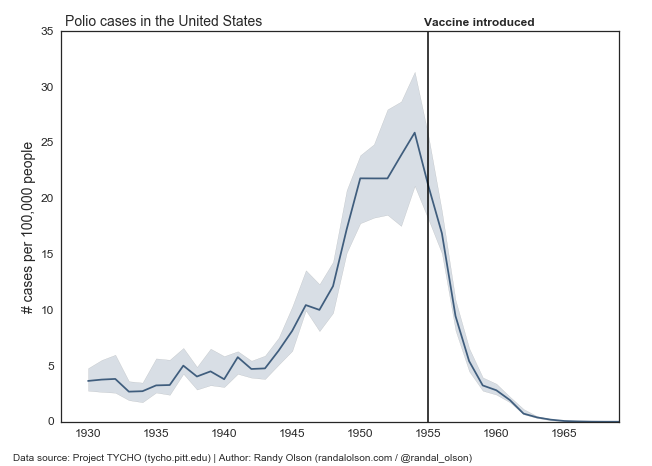 Polio cases in the United States
Vaccine introduced
# cases per 100,000 people
35
30
25
20
15
10
5
0
1930 1935 1940 1945 1950 1955 1960 1965
Data source: Project TYCHO (tycho.pitt.edu) | Author: Randy Olson (randalolson.com / @randal_olson)